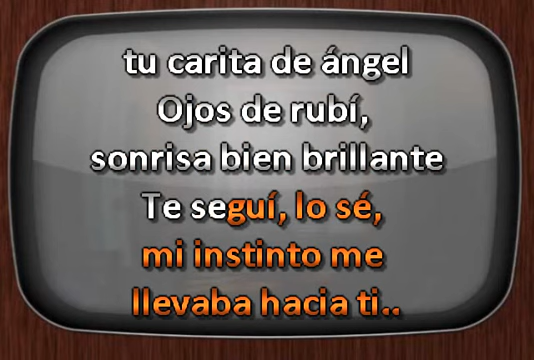 tu carita de ángel
Ojos de rubí,
sonrisa bien brillante
Te seguí, lo sé,
mi instinto me
llevaba hacia ti..